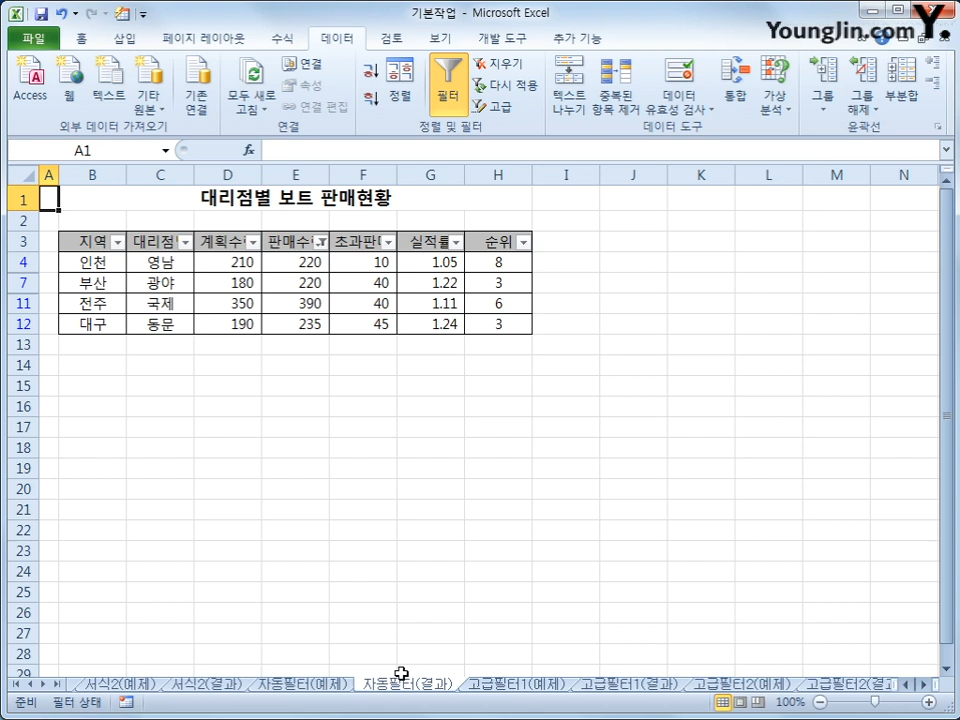 기본작업 - Microsoft Excel
Younglin.com Y.
파일 홈 삽입 페이지 레이아웃 수식 데이터 검토 보기 개발 도구 추가 기능
Access 웹 텍스트 기타 원본 기존 연결 모두 새로 고침 연결 속성 연결 편집 정렬 필터 지우기 다시 적용 고급 텍스트 나누기 중복된 항목 제거 데이터 유효성 검사 통합 가상 분석 그룹 그룹 해제 부분합
외부 데이터 가져오기 연결 정렬 및 필터 데이터 도구 윤곽선
A1 fx
A B C D E F G H I J K L M N
1 대리점별 보트 판매현황
2
3 지역 대리점 계획수 판매수 초과판 실적률 순위
4 인천 영남 210 220 10 1.05 8
7 부산 광야 180 220 40 1.22 3
11 전주 국제 350 390 40 1.11 6
12 대구 동문 190 235 45 1.24 3
13
14
15
16
17
18
19
20
21
22
23
24
25
26
27
28
29
서식2(예제) 서식2(결과) 자동필터(예제) 자동필터(결과) 고급필터1(예제) 고급필터1(결과) 고급필터2(예제) 고급필터2(결
준비 필터 상태 100%